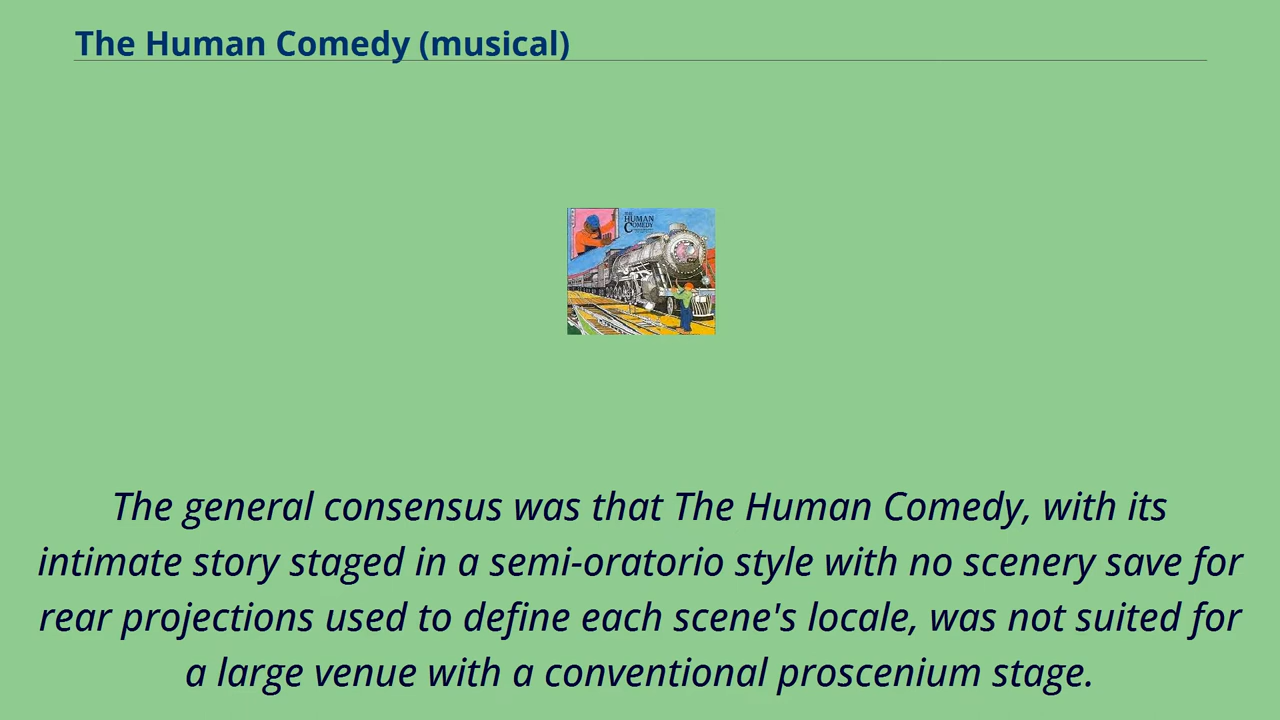 The Human Comedy (musical)
THE
HUMAN
COMEDY
The general consensus was that The Human Comedy, with its
intimate story staged in a semi-oratorio style with no scenery save for
rear projections used to define each scene's locale, was not suited for
a large venue with a conventional proscenium stage.